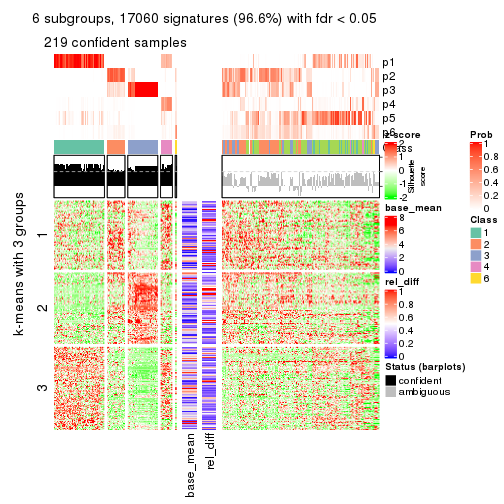 6 subgroups, 17060 signatures (96.6%) with fdr < 0.05
219 confident samples
p1
p2
p3
p4
p5
p6
z-score
2
1
0
-1
-2
Silhouette
score
Prob
1
0.8
0.6
0.4
0.2
0
Class
1
2
3
4
6
base_mean
8
6
4
2
0
rel_diff
1
0.8
0.6
0.4
0.2
0
Status (barplots)
confident
ambiguous
k-means with 3 groups
1
2
3
base_mean
rel_diff